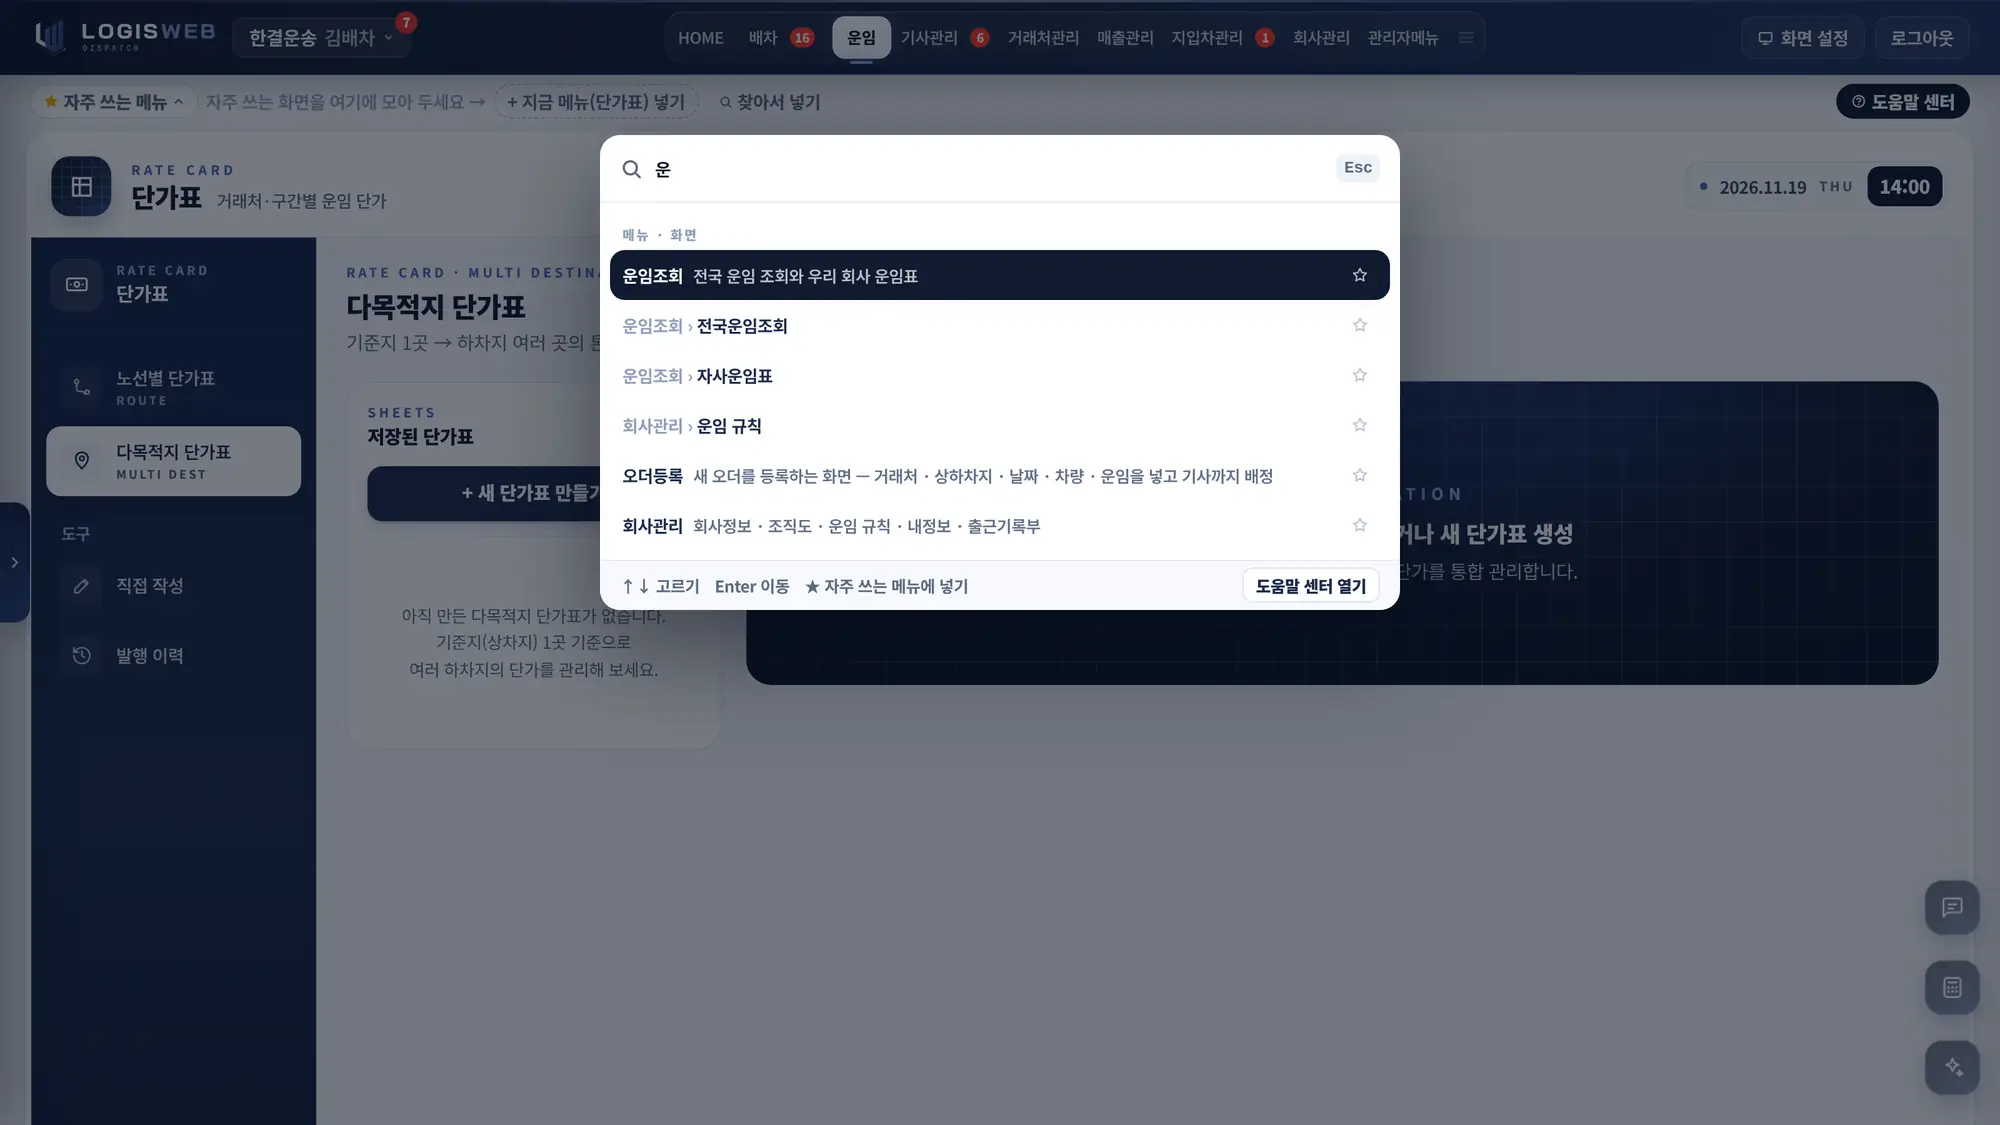 LOGISWEB
DISPATCH
한결운송 김배차
7
HOME
배차 16
운임
기사관리 6
거래처관리
매출관리
지입차관리 1
회사관리
관리자메뉴
화면 설정
로그아웃
자주 쓰는 메뉴
자주 쓰는 화면을 여기에 모아 두세요 →
+ 지금 메뉴(단가표) 넣기
찾아서 넣기
도움말 센터
RATE CARD
단가표 거래처·구간별 운임 단가
2026.11.19 THU 14:00
운
Esc
메뉴 · 화면
운임조회 전국 운임 조회와 우리 회사 운임표
운임조회 › 전국운임조회
운임조회 › 자사운임표
회사관리 › 운임 규칙
오더등록 새 오더를 등록하는 화면 — 거래처 · 상하차지 · 날짜 · 차량 · 운임을 넣고 기사까지 배정
회사관리 회사정보 · 조직도 · 운임 규칙 · 내정보 · 출근기록부
↑↓ 고르기 Enter 이동 ★ 자주 쓰는 메뉴에 넣기
도움말 센터 열기
RATE CARD
단가표
노선별 단가표
ROUTE
다목적지 단가표
MULTI DEST
도구
직접 작성
발행 이력
RATE CARD · MULTI DESTINA
다목적지 단가표
기준지 1곳 → 하차지 여러 곳의
SHEETS
저장된 단가표
+ 새 단가표 만들기
아직 만든 다목적지 단가표가 없습니다.
기준지(상차지) 1곳 기준으로
여러 하차지의 단가를 관리해 보세요.
ATION
거나 새 단가표 생성
단가를 통합 관리합니다.